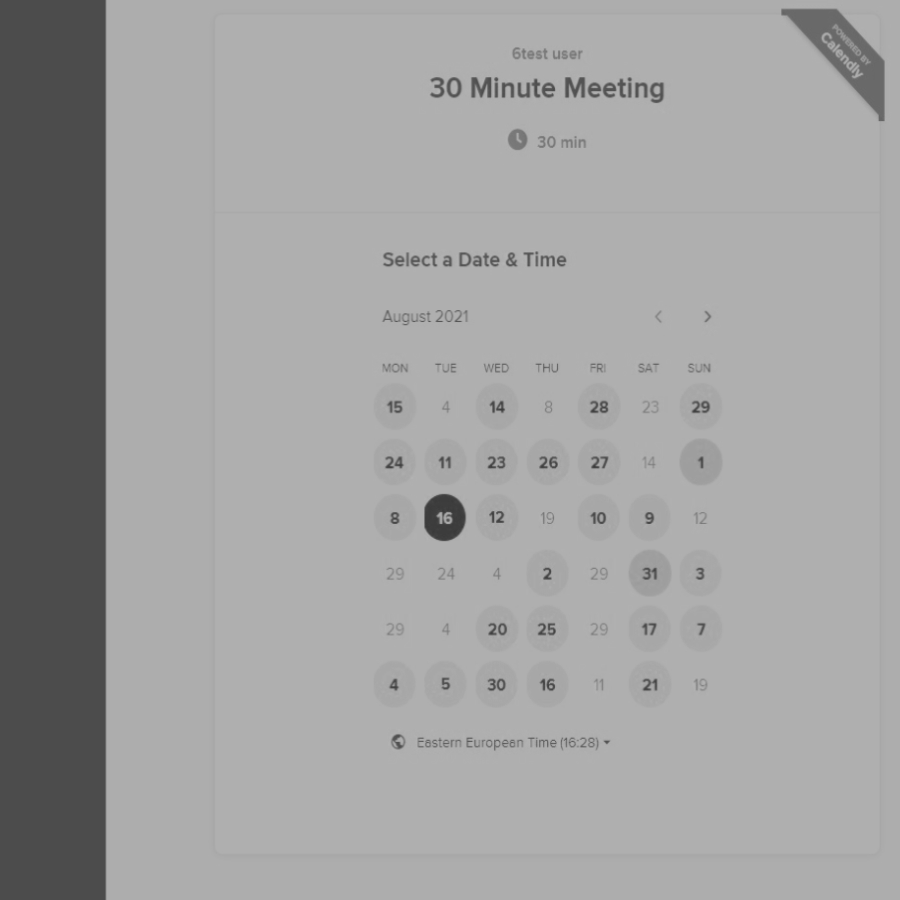 POWERED BY
Calendly
6test user
30 Minute Meeting
30 min
Select a Date & Time
August 2021
MON TUE WED THU FRI SAT SUN
15 4 14 8 28 23 29
24 11 23 26 27 14 1
8 16 12 19 10 9 12
29 24 4 2 29 31 3
29 4 20 25 29 17 7
4 5 30 16 11 21 19
Eastern European Time (16:28)